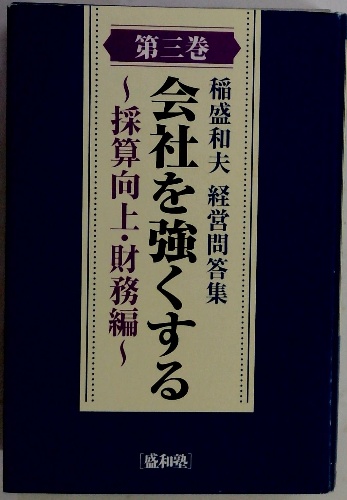 第三巻
稲盛和夫 経営問答集
会社を強くする
～採算向上・財務編～
[盛和塾]